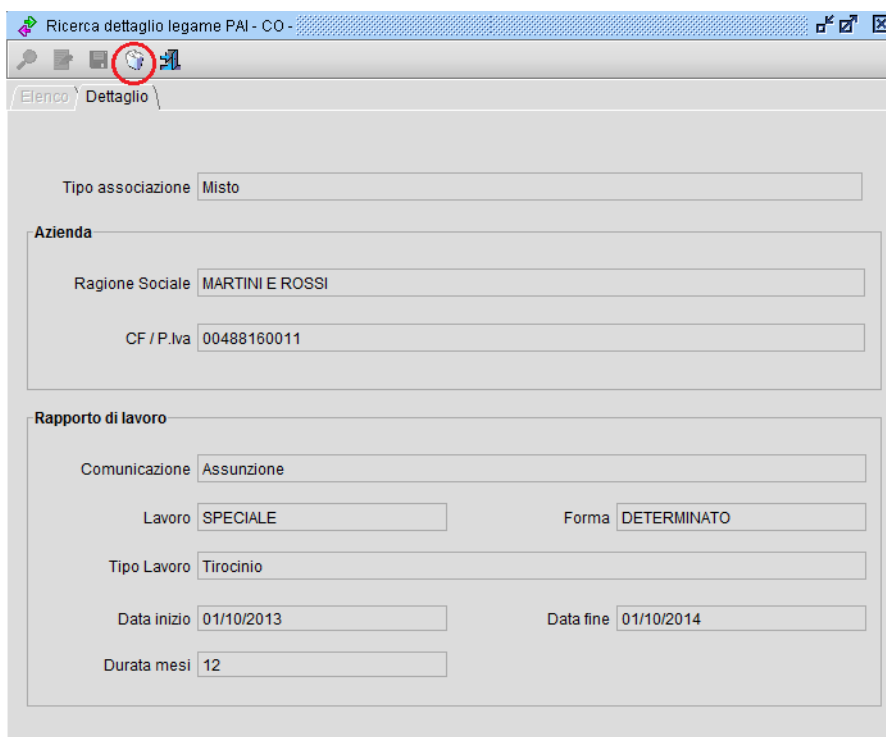 Ricerca dettaglio legame PAI - CO -
Elenco Dettaglio
Tipo associazione Misto
Azienda
Ragione Sociale MARTINI E ROSSI
CF / P.Iva 00488160011
Rapporto di lavoro
Comunicazione Assunzione
Lavoro SPECIALE Forma DETERMINATO
Tipo Lavoro Tirocinio
Data inizio 01/10/2013 Data fine 01/10/2014
Durata mesi 12